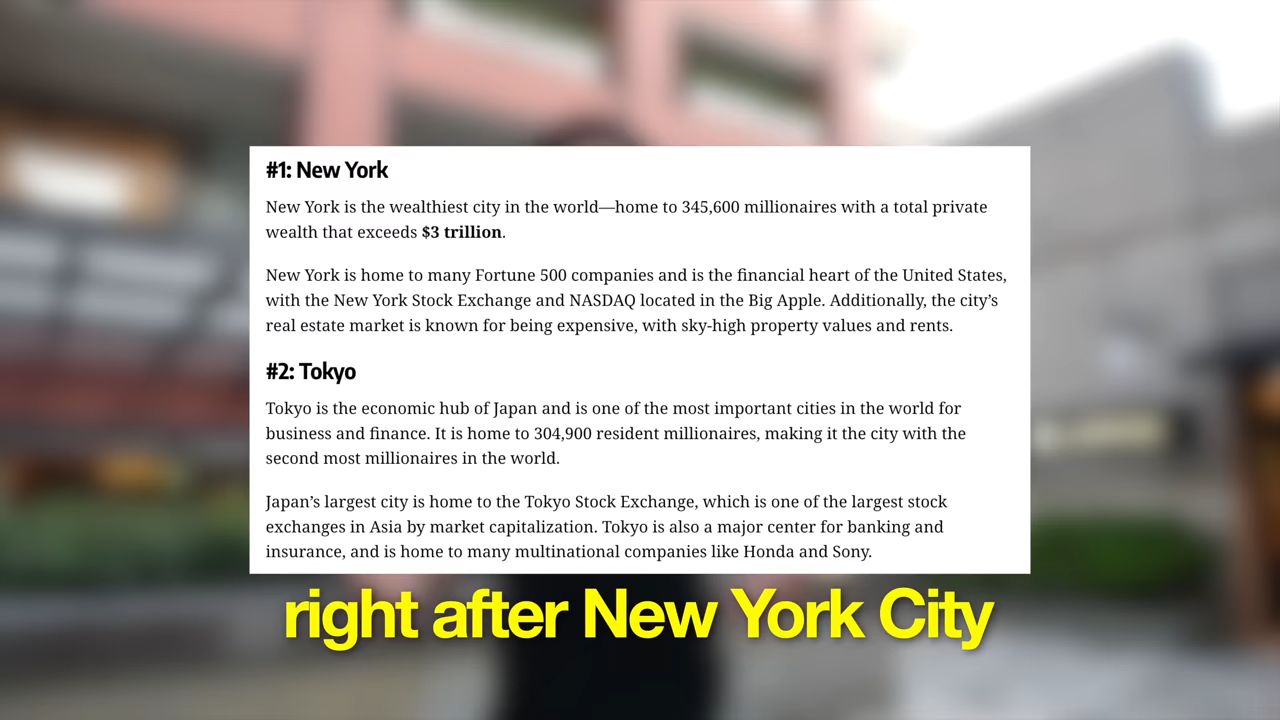 #1: New York
New York is the wealthiest city in the world—home to 345,600 millionaires with a total private
wealth that exceeds $3 trillion.
New York is home to many Fortune 500 companies and is the financial heart of the United States,
with the New York Stock Exchange and NASDAQ located in the Big Apple. Additionally, the city’s
real estate market is known for being expensive, with sky-high property values and rents.
#2: Tokyo
Tokyo is the economic hub of Japan and is one of the most important cities in the world for
business and finance. It is home to 304,900 resident millionaires, making it the city with the
second most millionaires in the world.
Japan’s largest city is home to the Tokyo Stock Exchange, which is one of the largest stock
exchanges in Asia by market capitalization. Tokyo is also a major center for banking and
insurance, and is home to many multinational companies like Honda and Sony.
right after New York City